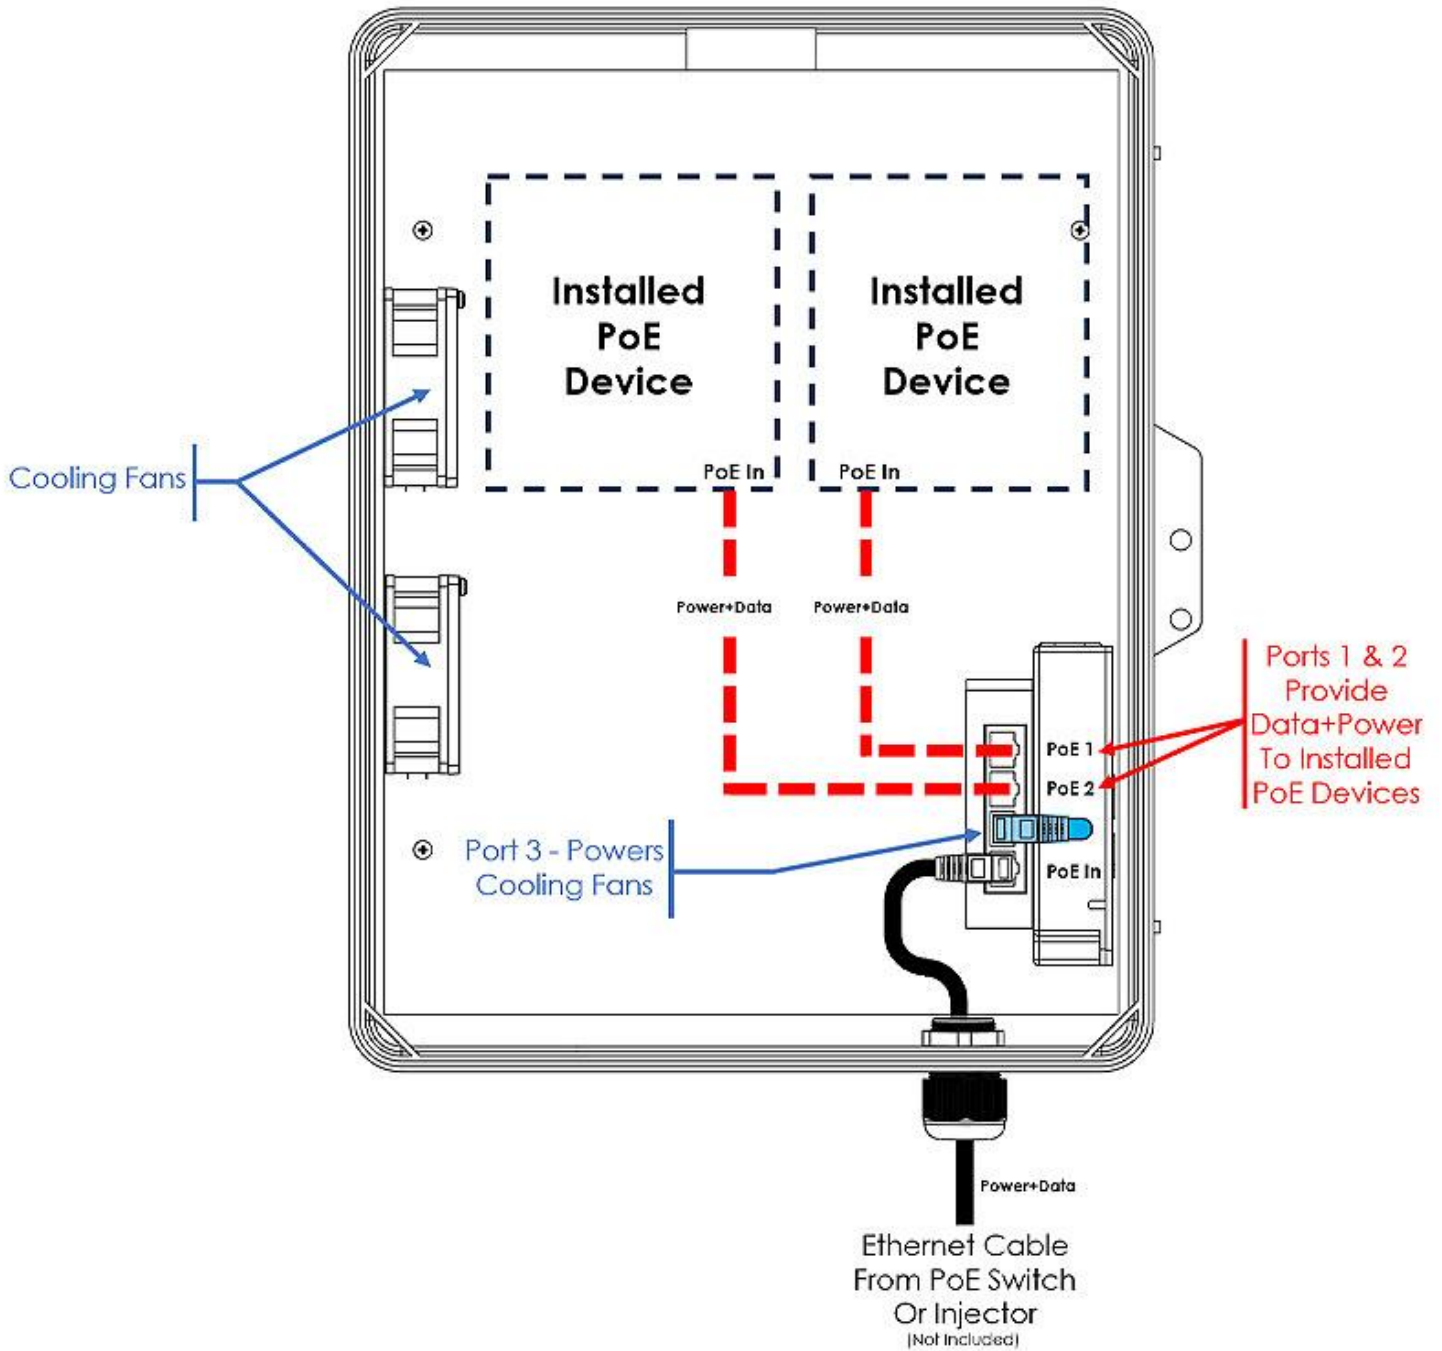 Installed
PoE
Device
PoE In
Installed
PoE
Device
PoE In
Cooling Fans
Power+Data
Power+Data
Ports 1 & 2
Provide
Data+Power
To Installed
PoE Devices
PoE 1
PoE 2
Port 3 - Powers
Cooling Fans
PoE In
Power+Data
Ethernet Cable
From PoE Switch
Or Injector
(Not Included)